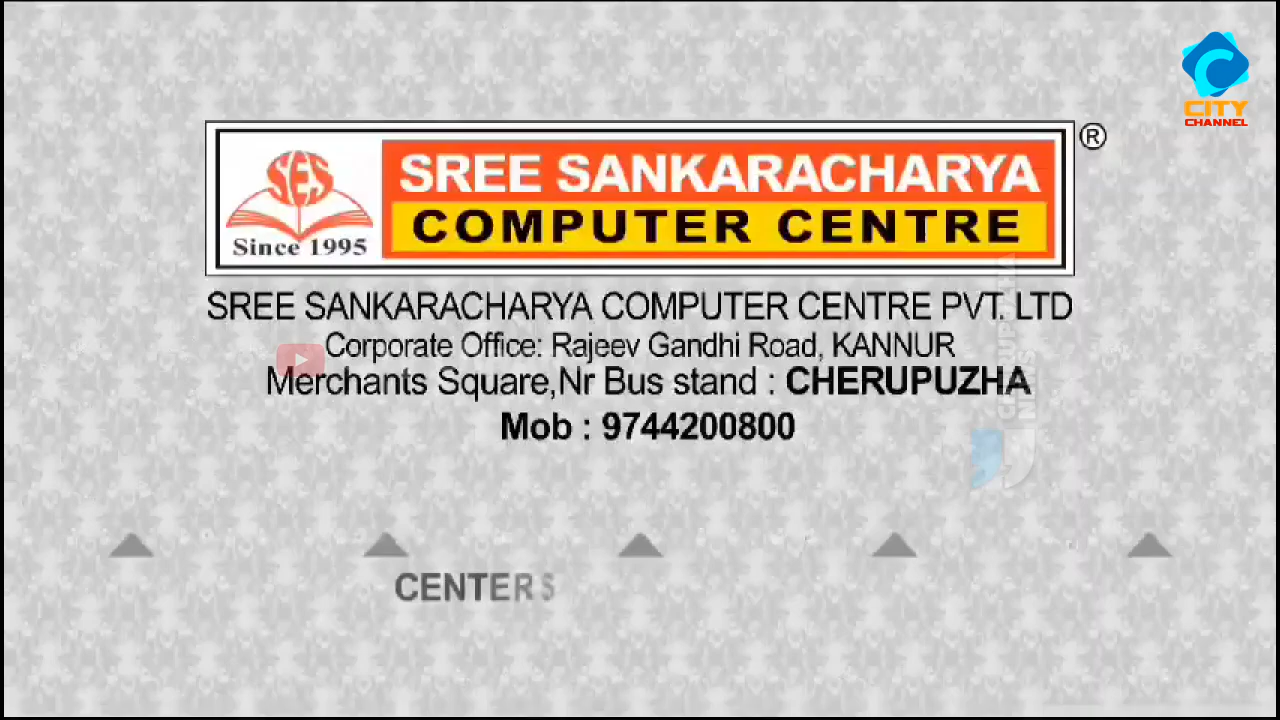 CITY
CHANNEL
®
SES
Since 1995
SREE SANKARACHARYA
COMPUTER CENTRE
SREE SANKARACHARYA COMPUTER CENTRE PVT. LTD
Corporate Office: Rajeev Gandhi Road, KANNUR
Merchants Square,Nr Bus stand : CHERUPUZHA
Mob : 9744200800
CENTERS